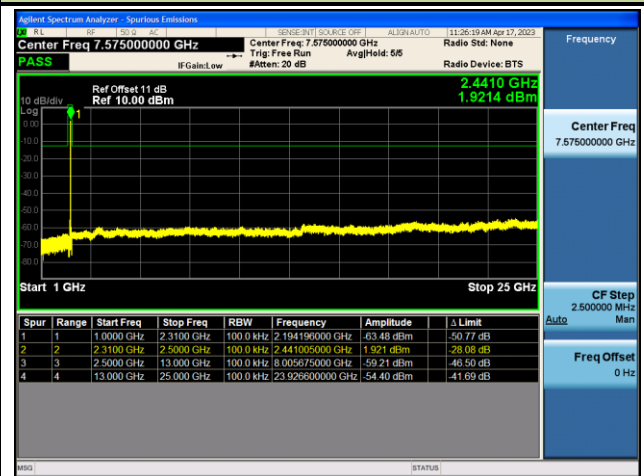 Agilent Spectrum Analyzer - Spurious Emissions
RL RF 50 Ω AC SENSE:INT SOURCE OFF ALIGNAUTO 11:26:19 AM Apr 17, 2023
Center Freq 7.575000000 GHz Center Freq: 7.575000000 GHz Radio Std: None
Trig: Free Run Avg|Hold: 5/5
PASS IFGain:Low #Atten: 20 dB Radio Device: BTS
Ref Offset 11 dB 2.4410 GHz
10 dB/div Ref 10.00 dBm 1.9214 dBm
Log
1
0.00
-10.0
-20.0
-30.0
-40.0
-50.0
-60.0
-70.0
-80.0
Start 1 GHz Stop 25 GHz
Spur Range Start Freq Stop Freq RBW Frequency Amplitude Δ Limit
1 1 1.0000 GHz 2.3100 GHz 100.0 kHz 2.194196000 GHz -63.48 dBm -50.77 dB
2 2 2.3100 GHz 2.5000 GHz 100.0 kHz 2.441005000 GHz 1.921 dBm -28.08 dB
3 3 2.5000 GHz 13.000 GHz 100.0 kHz 8.005675000 GHz -59.21 dBm -46.50 dB
4 4 13.000 GHz 25.000 GHz 100.0 kHz 23.926600000 GHz -54.40 dBm -41.69 dB
Frequency
Center Freq
7.575000000 GHz
CF Step
2.500000 MHz
Auto Man
Freq Offset
0 Hz
MSG STATUS